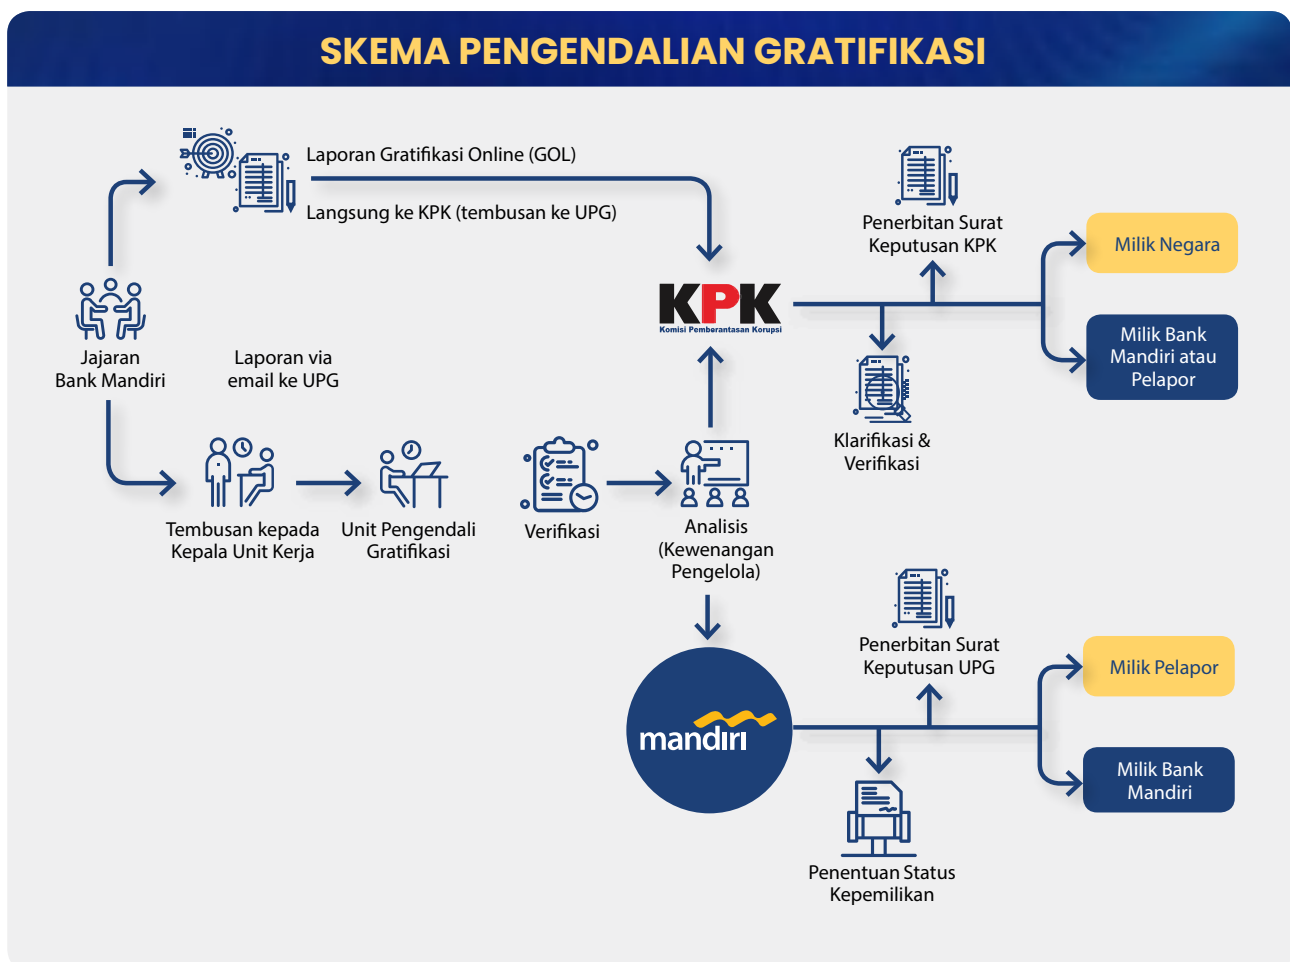 SKEMA PENGENDALIAN GRATIFIKASI
Laporan Gratifikasi Online (GOL)
Langsung ke KPK (tembusan ke UPG)
Jajaran
Bank Mandiri
Laporan via
email ke UPG
Tembusan kepada
Kepala Unit Kerja
Unit Pengendali
Gratifikasi
Verifikasi
Analisis
(Kewenangan
Pengelola)
KPK
Komisi Pemberantasan Korupsi
Penerbitan Surat
Keputusan KPK
Klarifikasi &
Verifikasi
Milik Negara
Milik Bank
Mandiri atau
Pelapor
mandiri
Penerbitan Surat
Keputusan UPG
Penentuan Status
Kepemilikan
Milik Pelapor
Milik Bank
Mandiri